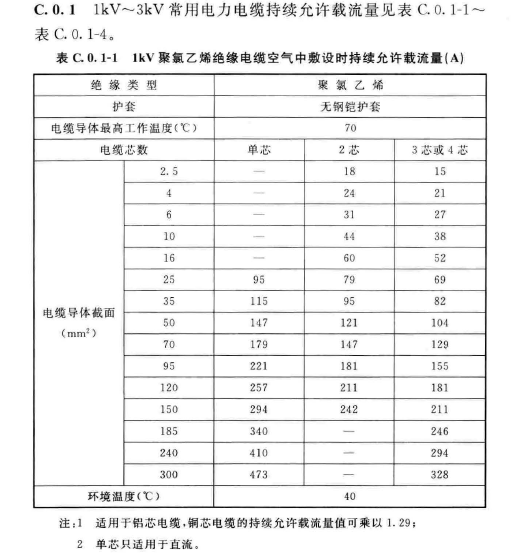 C.0.1 1kV～3kV常用电力电缆持续允许载流量见表C.0.1-1～
表C.0.1-4。
表C.0.1-1 1kV聚氯乙烯绝缘电缆空气中敷设时持续允许载流量(A)
绝缘类型 聚氯乙烯
护套 无钢铠护套
电缆导体最高工作温度(℃) 70
电缆芯数 单芯 2芯 3芯或4芯
2.5 — 18 15
4 — 24 21
6 — 31 27
10 — 44 38
16 — 60 52
25 95 79 69
35 115 95 82
电缆导体截面
(mm²)
50 147 121 104
70 179 147 129
95 221 181 155
120 257 211 181
150 294 242 211
185 340 — 246
240 410 — 294
300 473 — 328
环境温度(℃) 40
注:1 适用于铝芯电缆,铜芯电缆的持续允许载流量值可乘以1.29;
2 单芯只适用于直流。